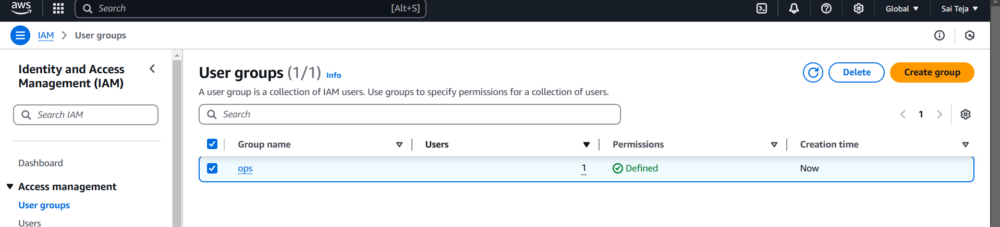 aws Search [Alt+S] Global Sai Teja
IAM User groups
Identity and Access
Management (IAM)
Search IAM
Dashboard
Access management
User groups
Users
User groups (1/1) Info
Delete
Create group
A user group is a collection of IAM users. Use groups to specify permissions for a collection of users.
Search
1
Group name Users Permissions Creation time
ops 1 Defined Now